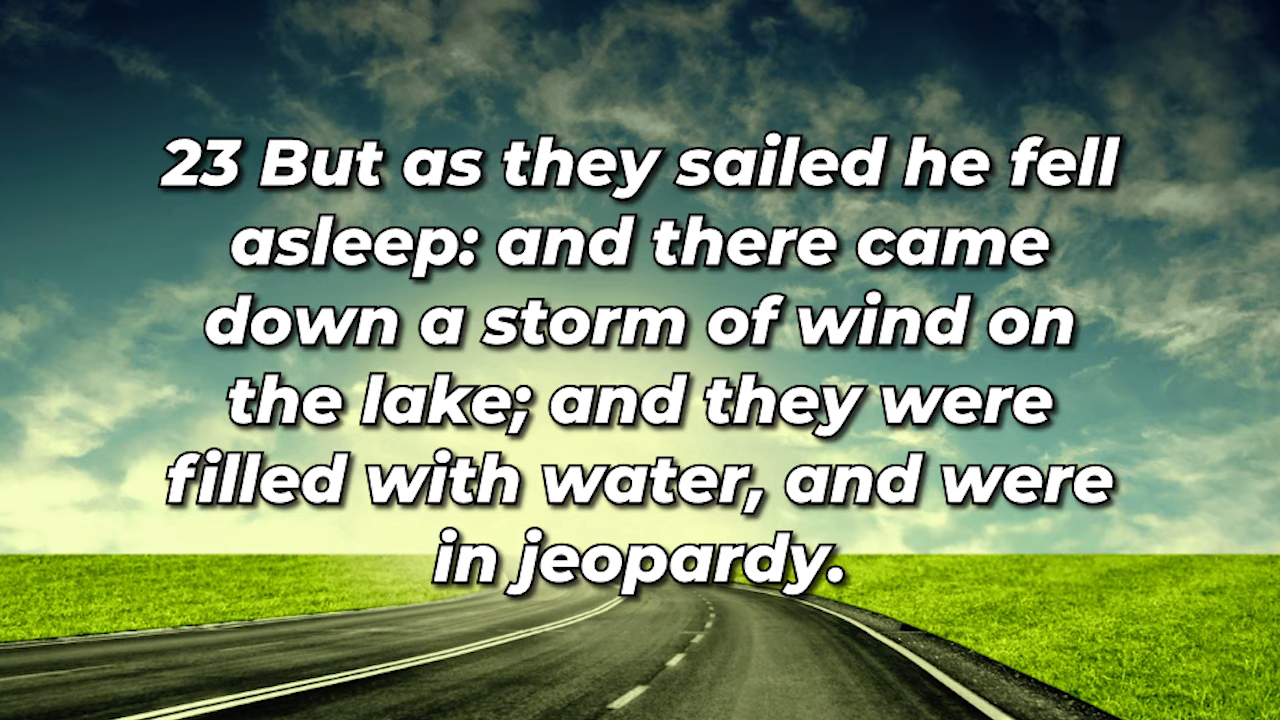 23 But as they sailed he fell
asleep: and there came
down a storm of wind on
the lake; and they were
filled with water, and were
in jeopardy.